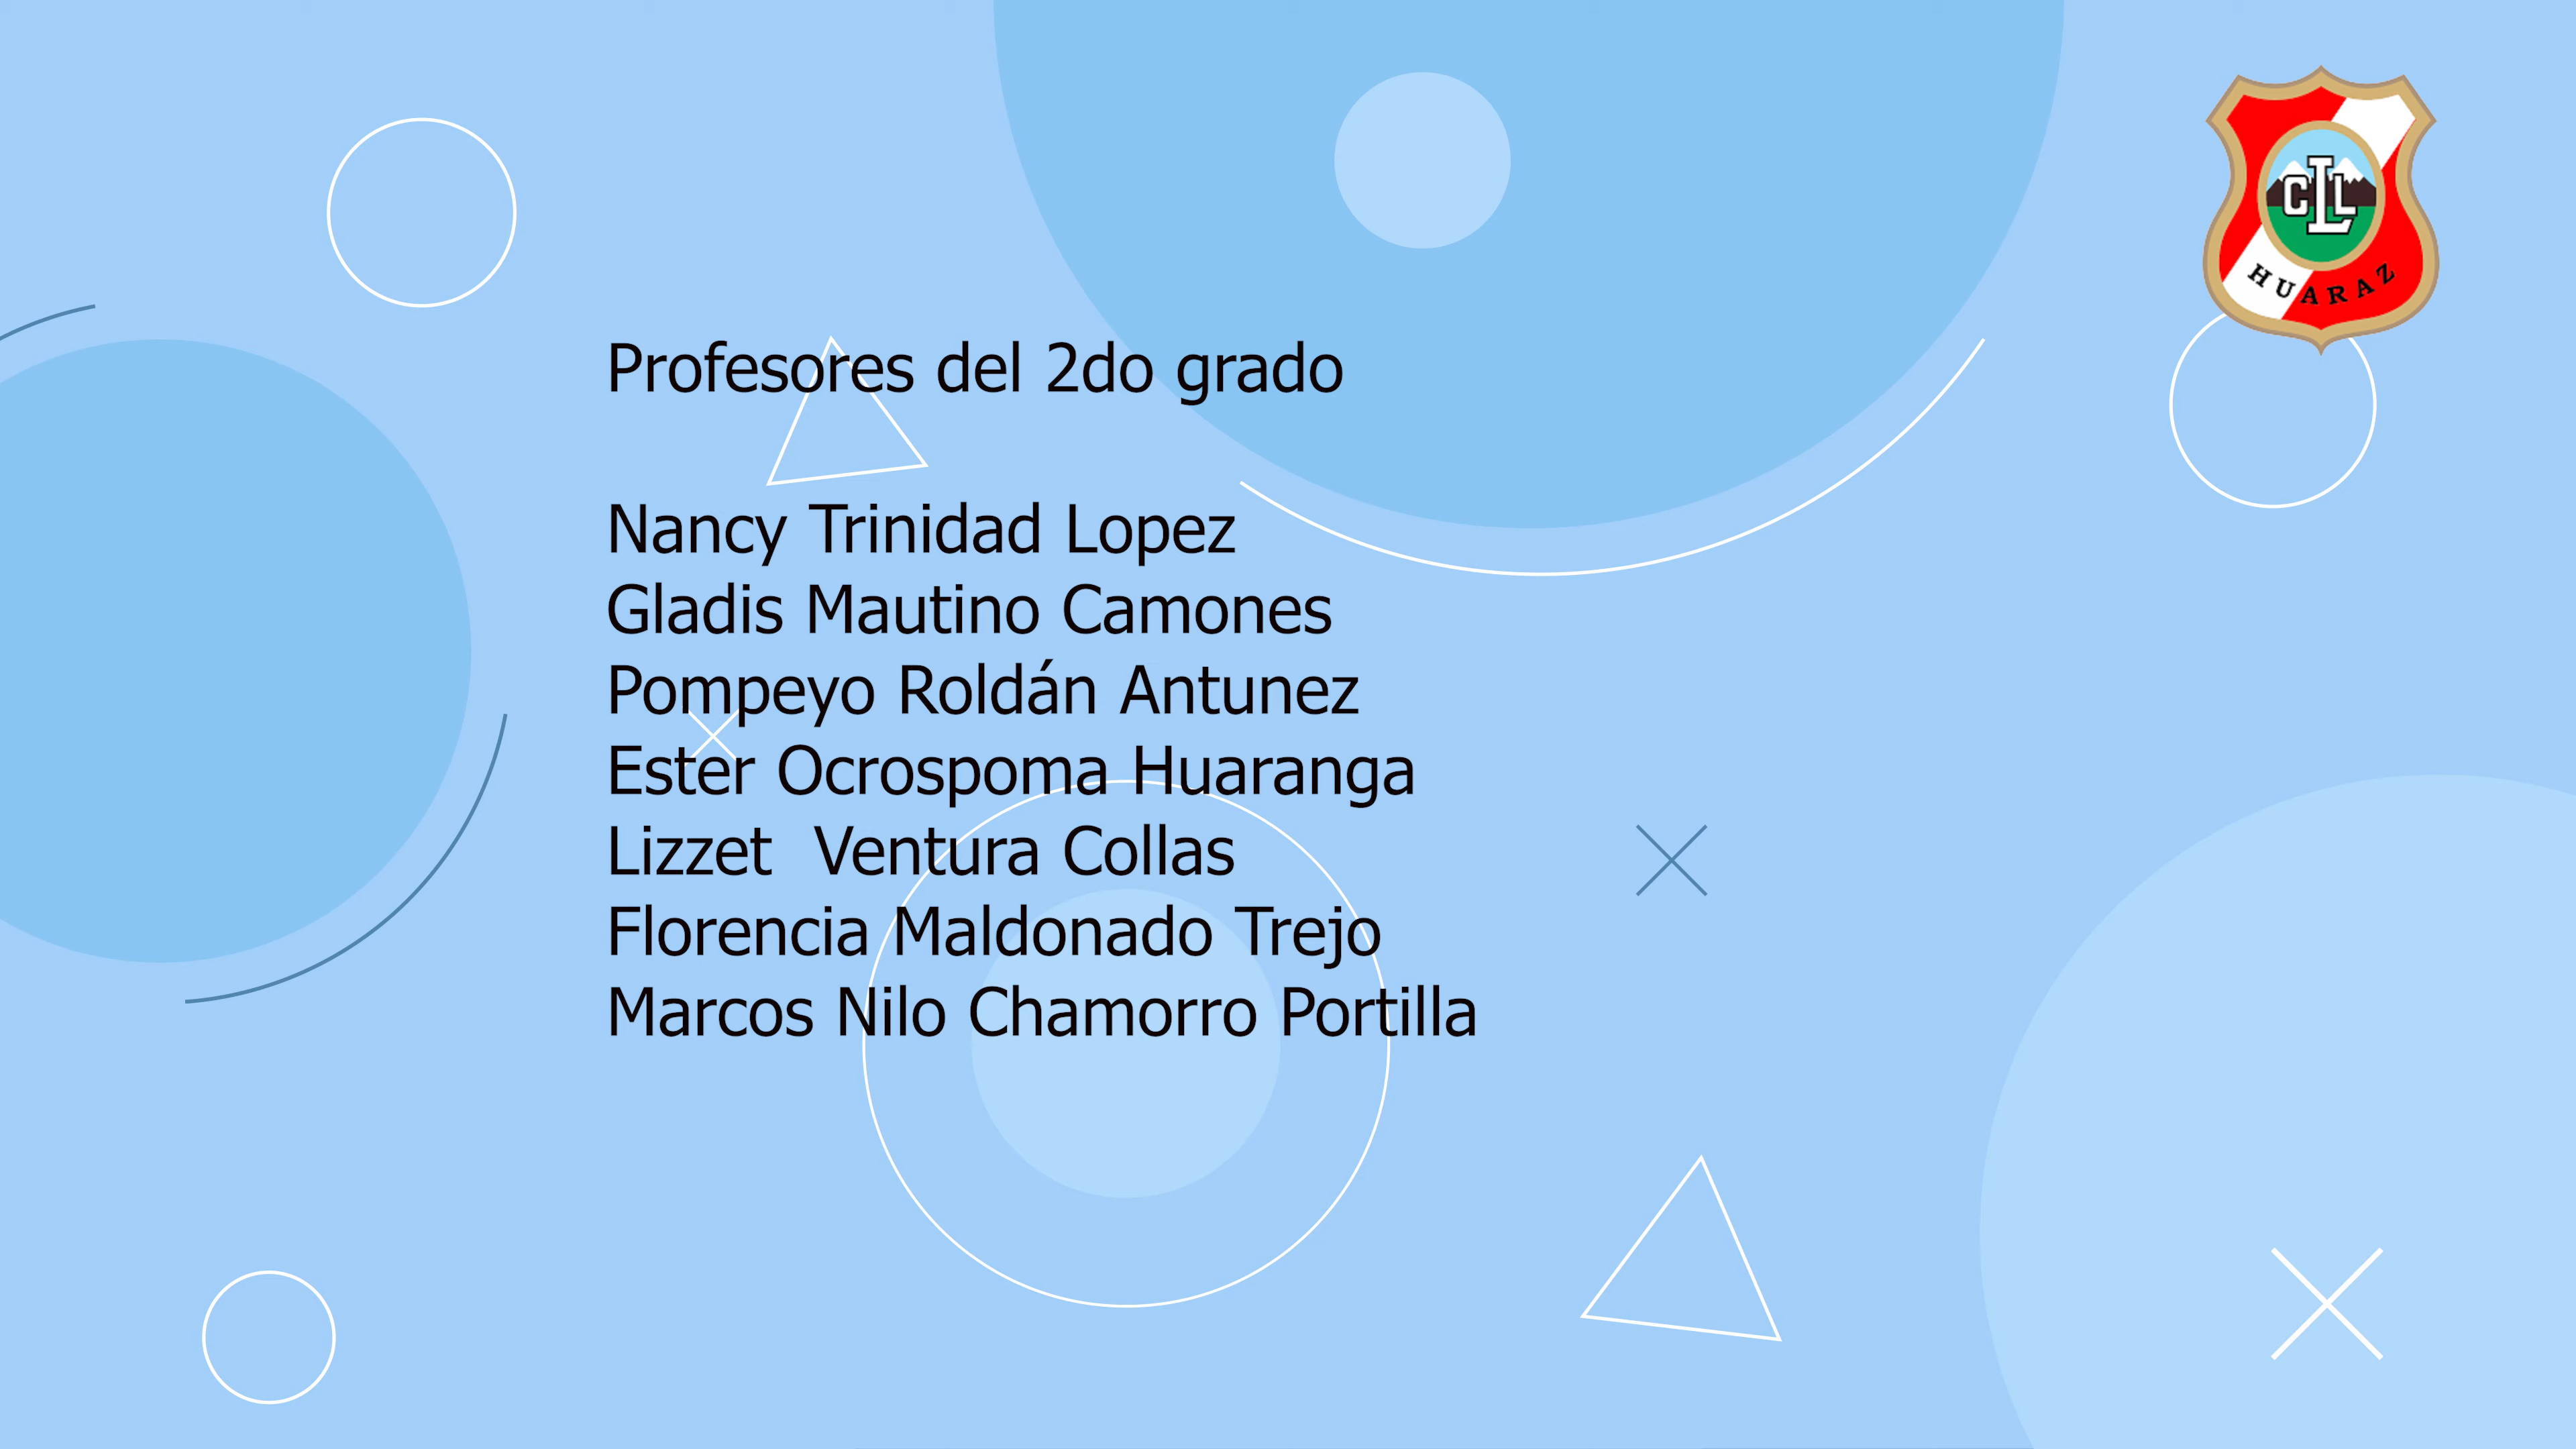 Profesores del 2do grado
Nancy Trinidad Lopez
Gladis Mautino Camones
Pompeyo Roldán Antunez
Ester Ocrospoma Huaranga
Lizzet  Ventura Collas
Florencia Maldonado Trejo
Marcos Nilo Chamorro Portilla
CLL
HUARAZ